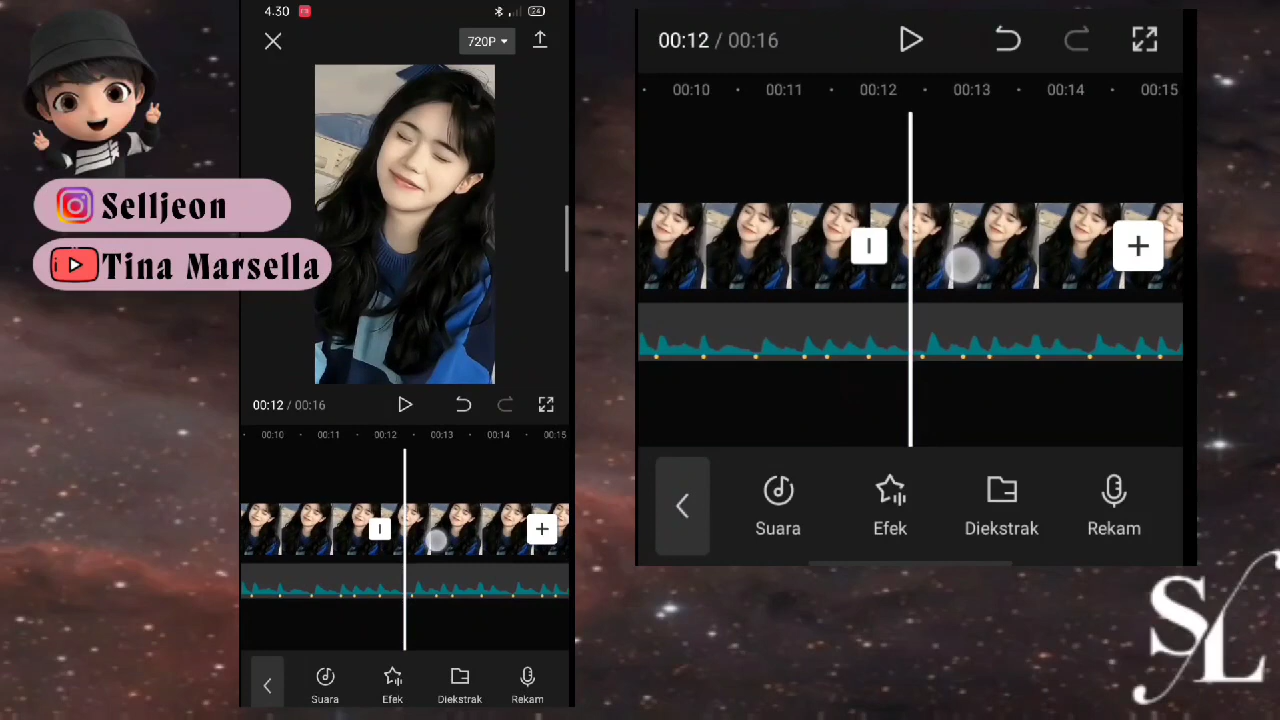 4.30
24
720P
Selljeon
Tina Marsella
00:12 / 00:16
00:10 00:11 00:12 00:13 00:14 00:15
Suara Efek Diekstrak Rekam
00:12 / 00:16
00:10 00:11 00:12 00:13 00:14 00:15
Suara Efek Diekstrak Rekam
SL